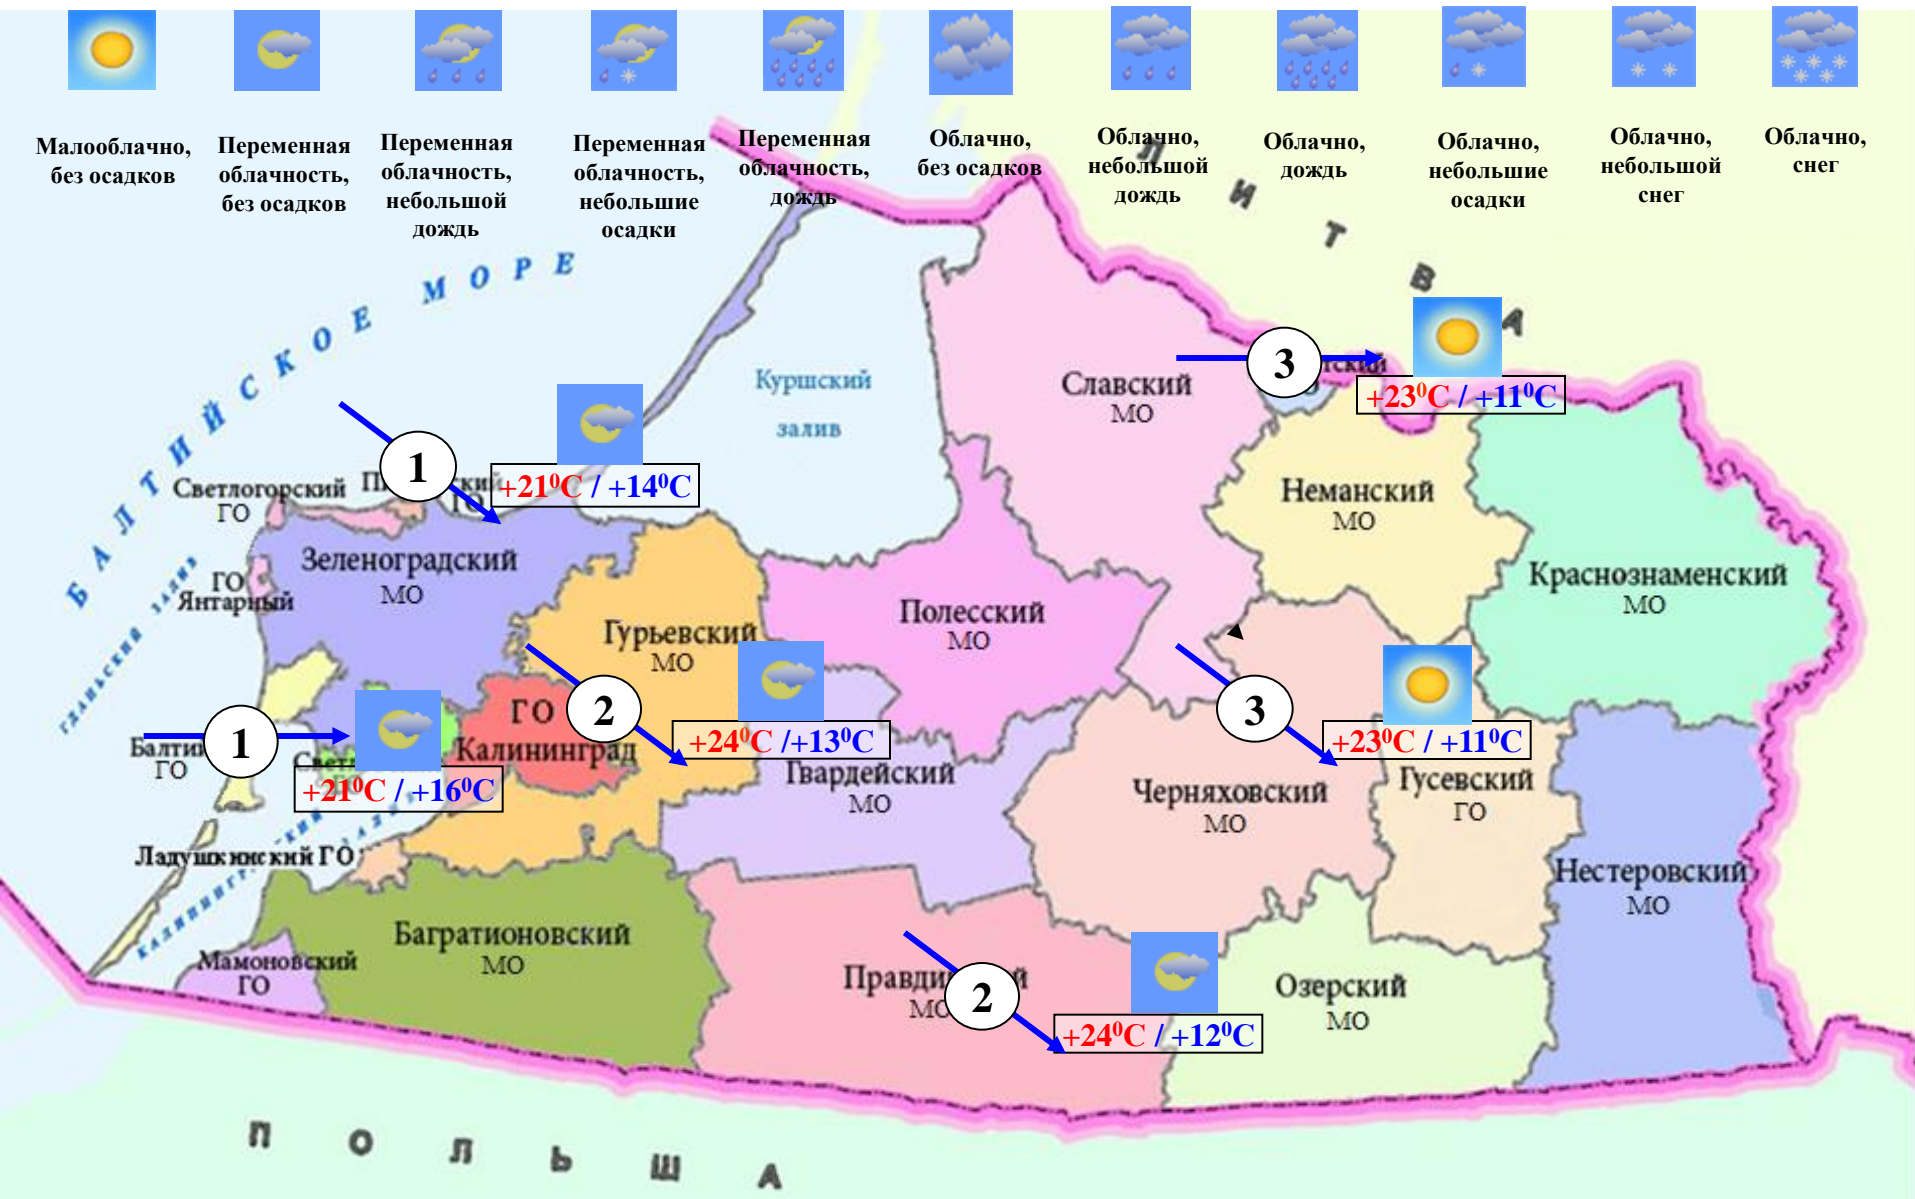 Малооблачно,
без осадков
Переменная
облачность,
без осадков
Переменная
облачность,
небольшой
дождь
Переменная
облачность,
небольшие
осадки
Переменная
облачность,
дождь
Облачно,
без осадков
Облачно,
небольшой
дождь
Облачно,
дождь
Облачно,
небольшие
осадки
Облачно,
небольшой
снег
Облачно,
снег
ЛИТВА
БАЛТИЙСКОЕ МОРЕ
Куршский
залив
Славский
МО
3
+23⁰C / +11⁰C
1
+21⁰C / +14⁰C
Светлогорский
ГО
ГО
Неманский
МО
Зеленоградский
МО
ГО
Янтарный
Краснознаменский
МО
Полесский
МО
Гурьевский
МО
ГО
Калининград
2
+24⁰C /+13⁰C
3
+23⁰C / +11⁰C
1
ГО
+21⁰C / +16⁰C
Гвардейский
МО
Черняховский
МО
Гусевский
ГО
Ладушкинский ГО
Нестеровский
МО
Багратионовский
МО
Мамоновский
ГО
МО
2
+24⁰C / +12⁰C
Озерский
МО
ПОЛЬША